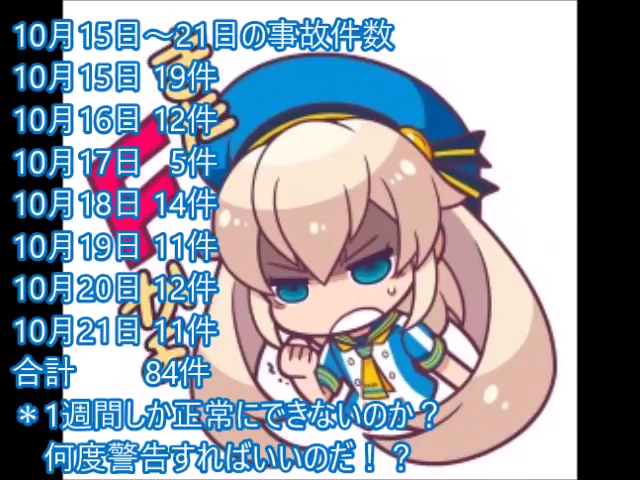 10月15日～21日の事故件数
10月15日 19件
10月16日 12件
10月17日 5件
10月18日 14件
10月19日 11件
10月20日 12件
10月21日 11件
合計 84件
＊1週間しか正常にできないのか？
何度警告すればいいのだ！？